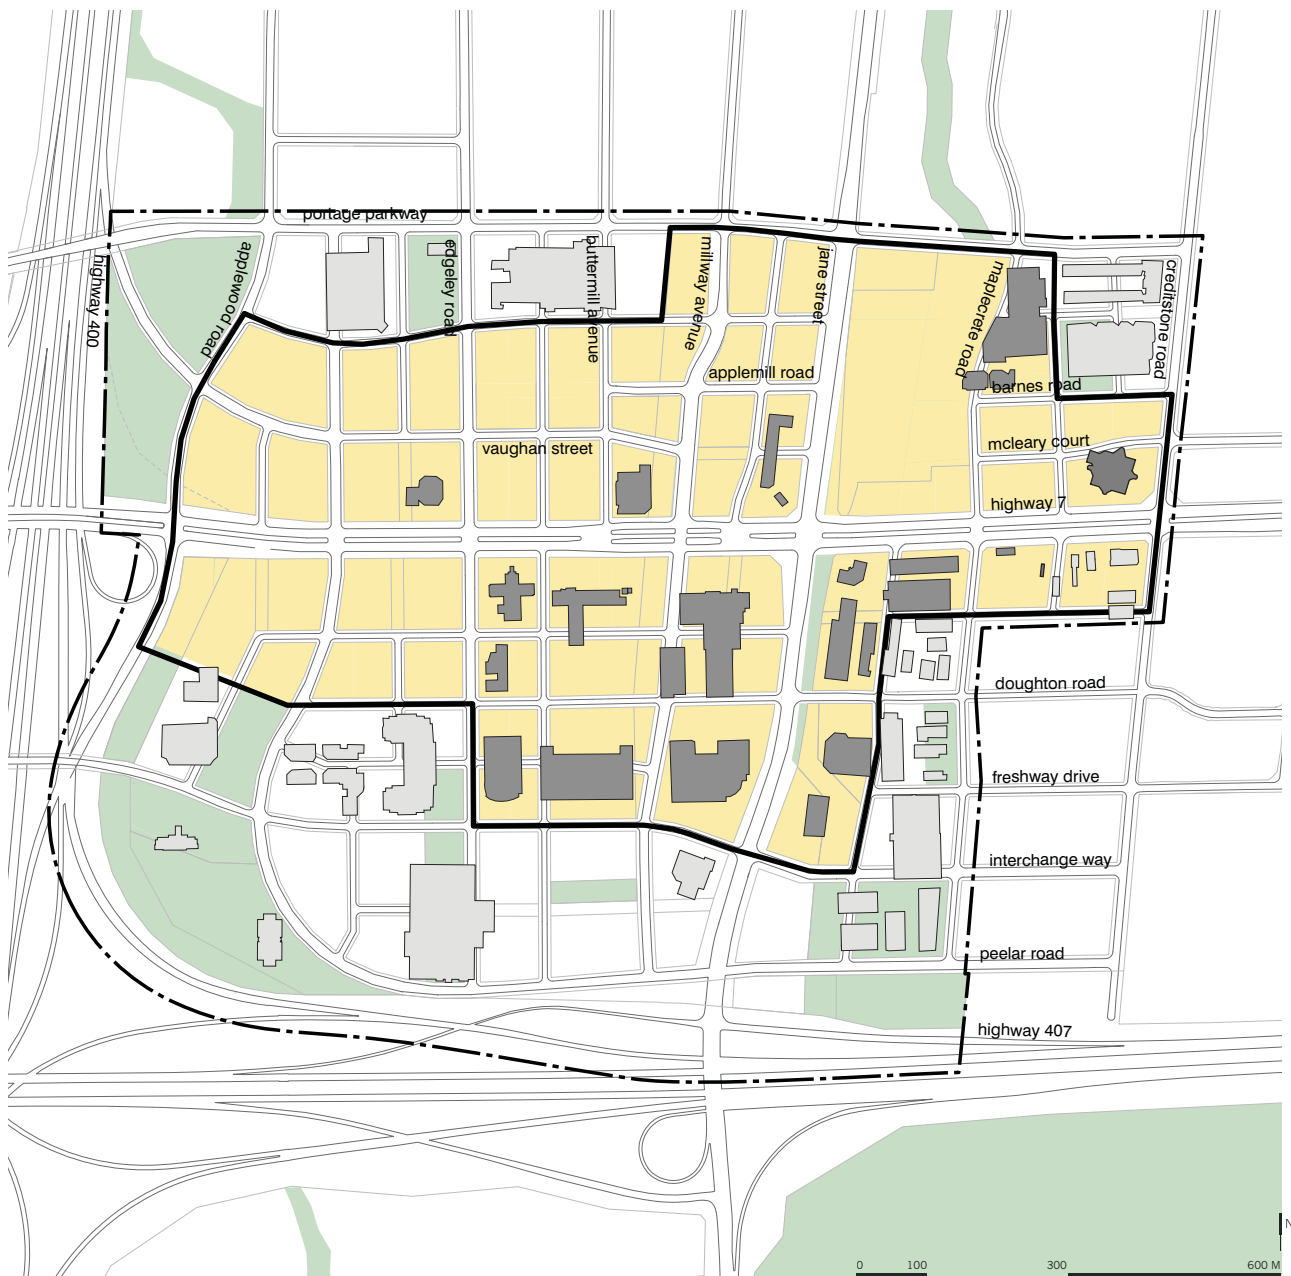 portage parkway
highway 400
applewood road
edgeley road
buttermill avenue
millway avenue
jane street
maplecrete road
creditstone road
applemill road
barnes road
mcleary court
vaughan street
highway 7
doughton road
freshway drive
interchange way
peelar road
highway 407
N
0 100 300 600 M